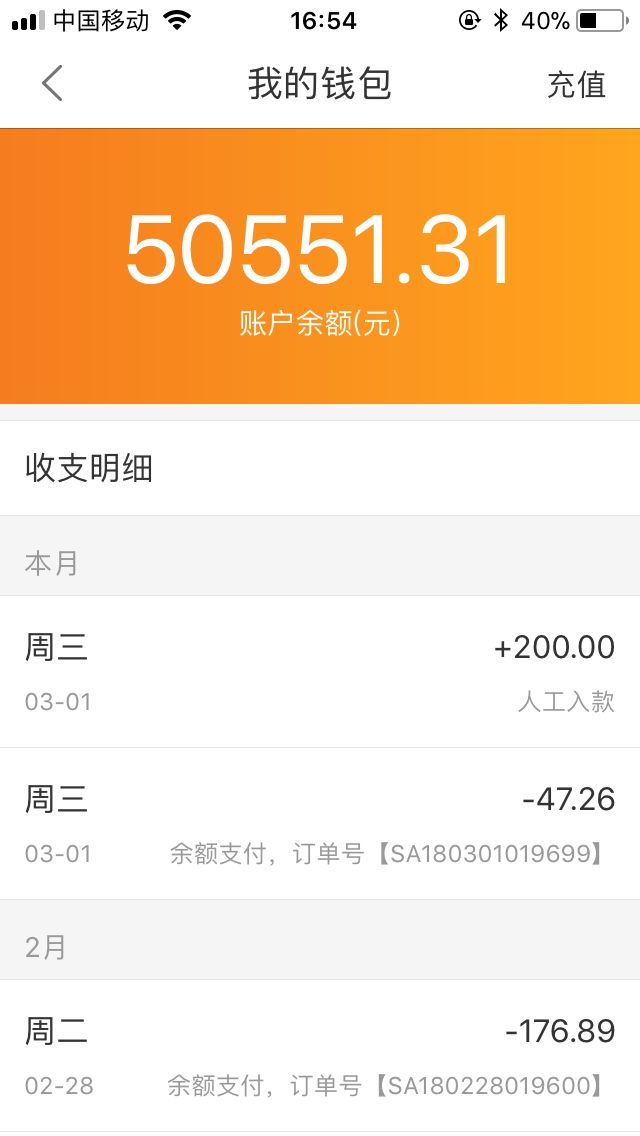 中国移动 16:54 40%
我的钱包 充值
50551.31
账户余额(元)
收支明细
本月
周三 +200.00
03-01 人工入款
周三 -47.26
03-01 余额支付，订单号【SA180301019699】
2月
周二 -176.89
02-28 余额支付，订单号【SA180228019600】